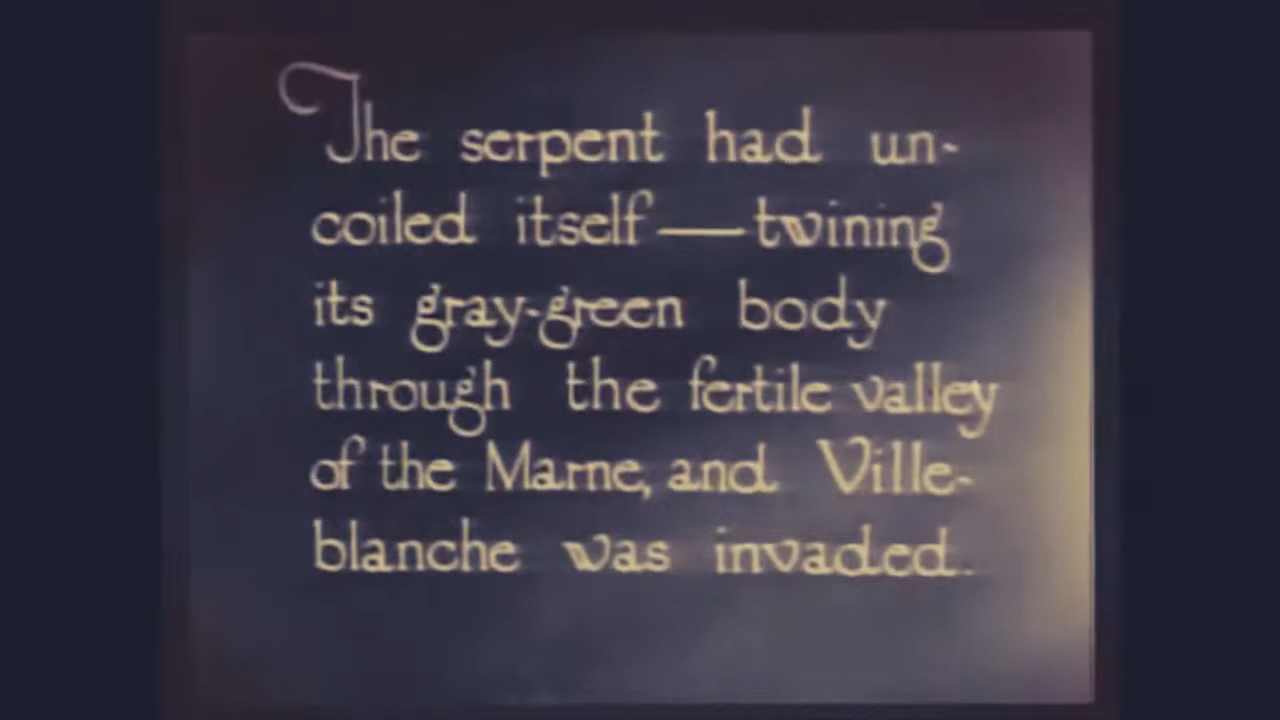 The serpent had un-
coiled itself—twining
its gray-green body
through the fertile valley
of the Marne, and Ville-
blanche was invaded.